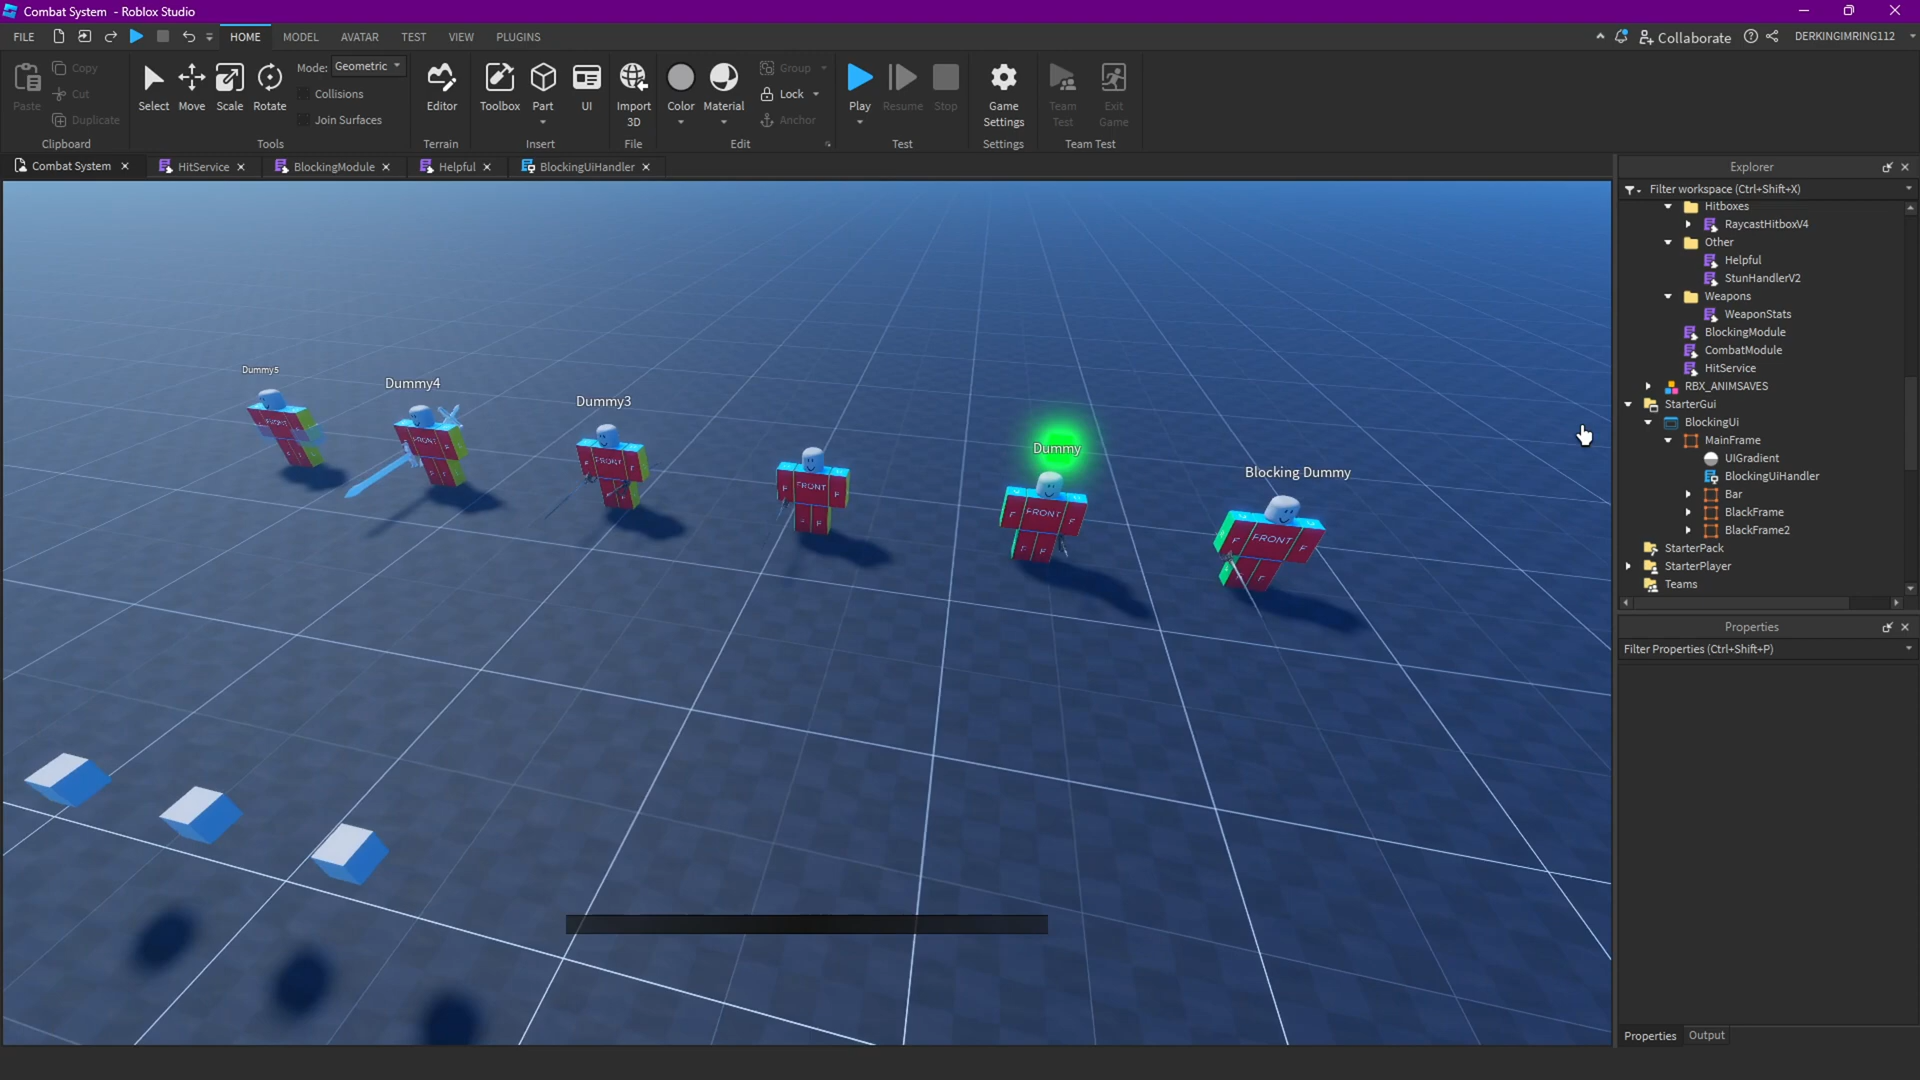 Combat System - Roblox Studio
FILE HOME MODEL AVATAR TEST VIEW PLUGINS
Collaborate DERKINGIMRING112
Paste Copy Cut Duplicate Clipboard
Select Move Scale Rotate Mode: Geometric Collisions Join Surfaces Tools
Editor Terrain
Toolbox Part UI Insert
Import 3D File
Color Material Group Lock Anchor Edit
Play Resume Stop Test
Game Settings Settings
Team Test Exit Game Team Test
Combat System HitService BlockingModule Helpful BlockingUiHandler
Dummy5
Dummy4
Dummy3
Dummy
Blocking Dummy
FRONT
FRONT
F FRONT F
F F
F FRONT F
F F
F FRONT F
F F
F FRONT F
F F
Explorer
Filter workspace (Ctrl+Shift+X)
Hitboxes
RaycastHitboxV4
Other
Helpful
StunHandlerV2
Weapons
WeaponStats
BlockingModule
CombatModule
HitService
RBX_ANIMSAVES
StarterGui
BlockingUi
MainFrame
UIGradient
BlockingUiHandler
Bar
BlackFrame
BlackFrame2
StarterPack
StarterPlayer
Teams
Properties
Filter Properties (Ctrl+Shift+P)
Properties Output